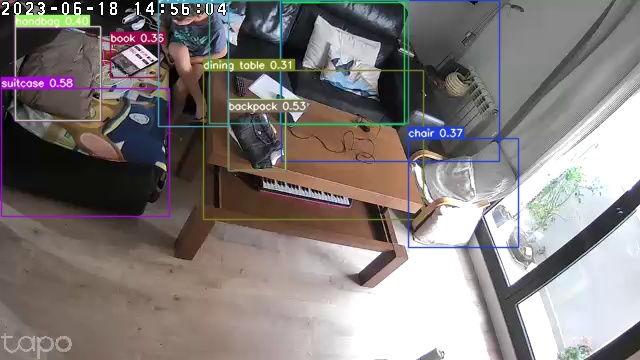 2023-06-18 14:56:04
handbag 0.40
book 0.36
suitcase 0.58
dining table 0.31
backpack 0.53
chair 0.37
tapo